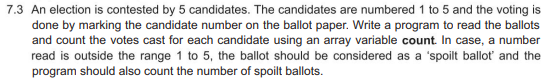 7.3 An election is contested by 5 candidates. The candidates are numbered 1 to 5 and the voting is
done by marking the candidate number on the ballot paper. Write a program to read the ballots
and count the votes cast for each candidate using an array variable count. In case, a number
read is outside the range 1 to 5, the ballot should be considered as a 'spoilt ballot' and the
program should also count the number of spoilt ballots.